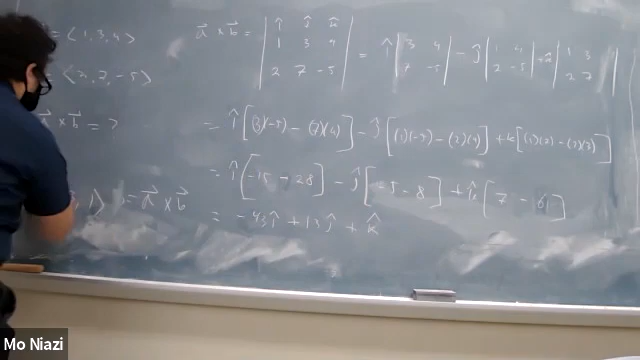 = ⟨1, 3, 4⟩
⟨2, 7, -5⟩
a⃗ × b⃗ = ?
1⟩ = a⃗ × b⃗
a⃗ × b⃗ = | î ĵ k̂ |
| 1 3 4 |
| 2 7 -5 | = î | 3 4 ; 7 -5 | - ĵ | 1 4 ; 2 -5 | + k̂ | 1 3 ; 2 7 |
= î [(3)(-5) - (7)(4)] - ĵ [(1)(-5) - (2)(4)] + k̂ [(1)(7) - (2)(3)]
= î [-15 - 28] - ĵ [-5 - 8] + k̂ [7 - 6]
= -43î + 13ĵ + k̂
Mo Niazi